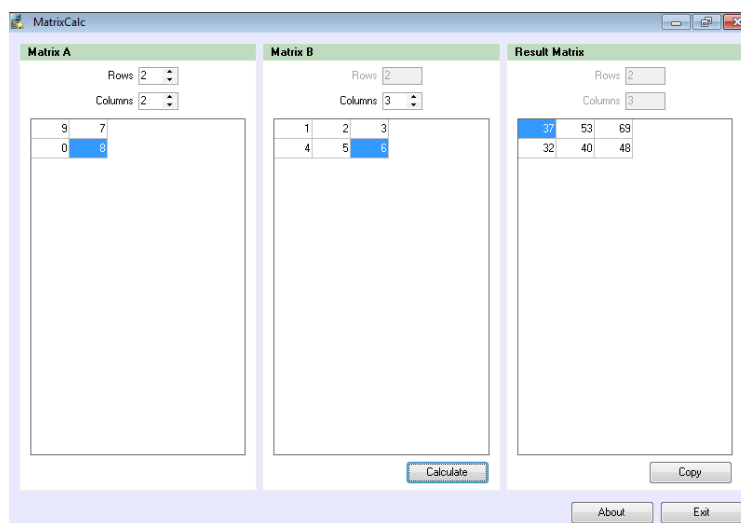 MatrixCalc
Matrix A Matrix B Result Matrix
Rows 2 Rows 2 Rows 2
Columns 2 Columns 3 Columns 3
9 7 1 2 3 37 53 69
0 8 4 5 6 32 40 48
Calculate Copy
About Exit